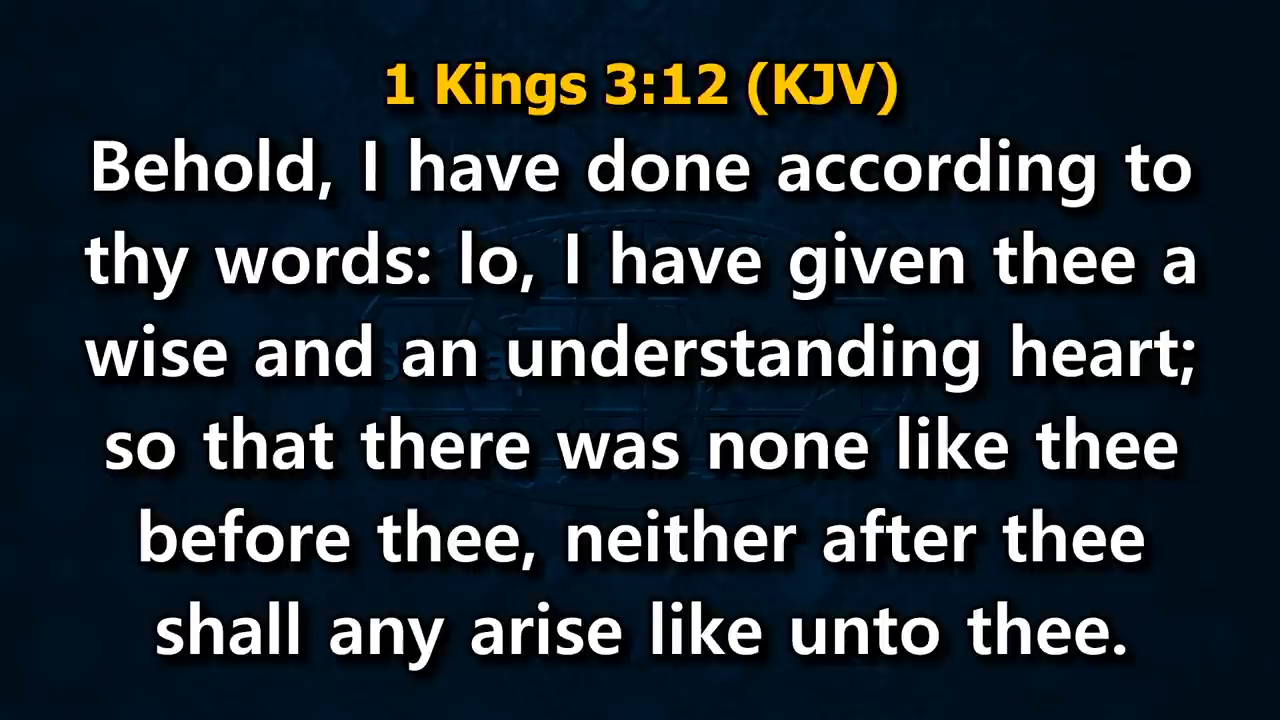 1 Kings 3:12 (KJV)
Behold, I have done according to
thy words: lo, I have given thee a
wise and an understanding heart;
so that there was none like thee
before thee, neither after thee
shall any arise like unto thee.